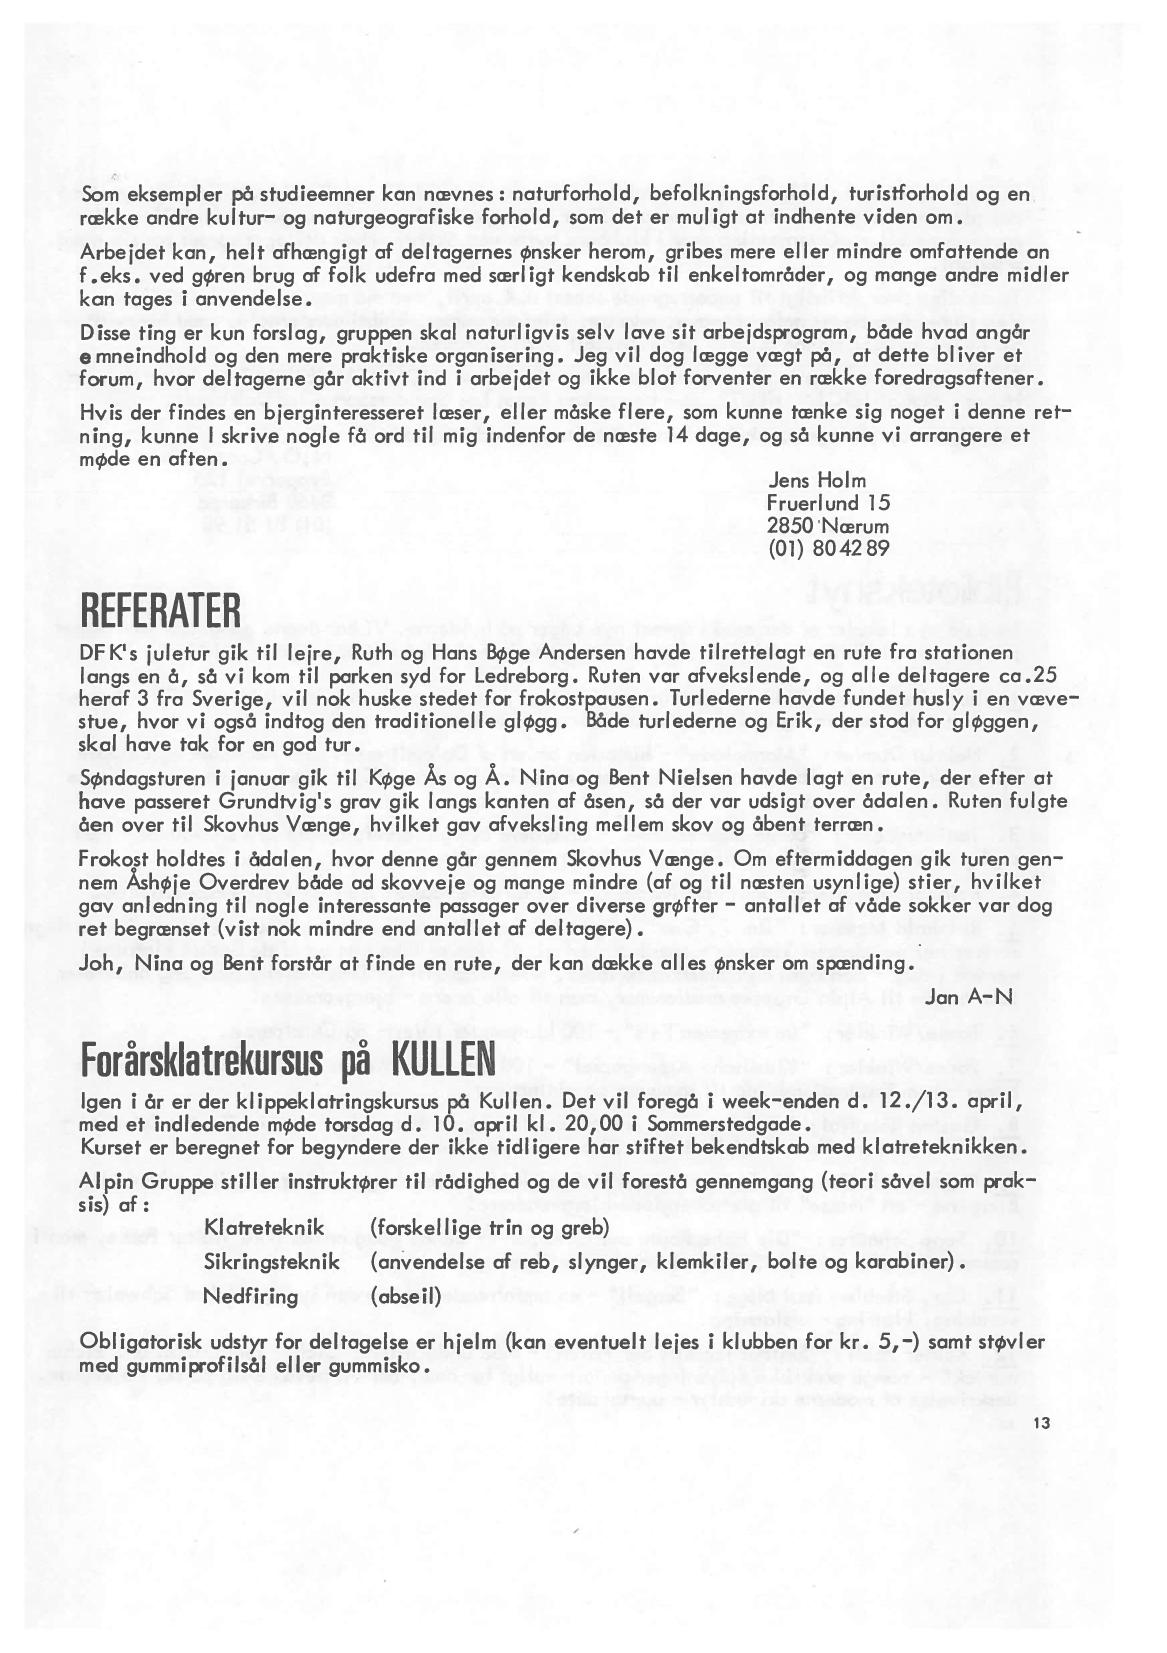 Som eksempler på studieemner kan nævnes: naturforhold, befolkningsforhold, turistforhold og en
række andre kultur- og naturgeografiske forhold, som det er muligt at indhente viden om.
Arbejdet kan, helt afhængigt af deltagernes ønsker herom, gribes mere eller mindre omfattende an
f.eks. ved gøren brug af folk udefra med særligt kendskab til enkeltområder, og mange andre midler
kan tages i anvendelse.
Disse ting er kun forslag, gruppen skal naturligvis selv lave sit arbejdsprogram, både hvad angår
emneindhold og den mere praktiske organisering. Jeg vil dog lægge vægt på, at dette bliver et
forum, hvor deltagerne går aktivt ind i arbejdet og ikke blot forventer en række foredragsaftener.
Hvis der findes en bjerginteresseret læser, eller måske flere, som kunne tænke sig noget i denne ret-
ning, kunne I skrive nogle få ord til mig indenfor de næste 14 dage, og så kunne vi arrangere et
møde en aften.
Jens Holm
Fruerlund 15
2850 Nærum
(01) 80 42 89
REFERATER
DFK's juletur gik til lejre, Ruth og Hans Bøge Andersen havde tilrettelagt en rute fra stationen
langs en å, så vi kom til parken syd for Ledreborg. Ruten var afvekslende, og alle deltagere ca.25
heraf 3 fra Sverige, vil nok huske stedet for frokostpausen. Turlederne havde fundet husly i en væve-
stue, hvor vi også indtog den traditionelle gløgg. Både turlederne og Erik, der stod for gløggen,
skal have tak for en god tur.
Søndagsturen i januar gik til Køge Ås og Å. Nina og Bent Nielsen havde lagt en rute, der efter at
have passeret Grundtvig's grav gik langs kanten af åsen, så der var udsigt over ådalen. Ruten fulgte
åen over til Skovhus Vænge, hvilket gav afveksling mellem skov og åbent terræn.
Frokost holdtes i ådalen, hvor denne går gennem Skovhus Vænge. Om eftermiddagen gik turen gen-
nem Åshøje Overdrev både ad skovveje og mange mindre (af og til næsten usynlige) stier, hvilket
gav anledning til nogle interessante passager over diverse grøfter - antallet af våde sokker var dog
ret begrænset (vist nok mindre end antallet af deltagere).
Joh, Nina og Bent forstår at finde en rute, der kan dække alles ønsker om spænding.
Jan A-N
Forårsklatrekursus på KULLEN
Igen i år er der klippeklatringskursus på Kullen. Det vil foregå i week-enden d. 12./13. april,
med et indledende møde torsdag d. 10. april kl. 20,00 i Sommerstedgade.
Kurset er beregnet for begyndere der ikke tidligere har stiftet bekendtskab med klatreteknikken.
Alpin Gruppe stiller instruktører til rådighed og de vil forestå gennemgang (teori såvel som prak-
sis) af:
Klatreteknik (forskellige trin og greb)
Sikringsteknik (anvendelse af reb, slynger, klemkiler, bolte og karabiner).
Nedfiring (abseil)
Obligatorisk udstyr for deltagelse er hjelm (kan eventuelt lejes i klubben for kr. 5,-) samt støvler
med gummiprofilsål eller gummisko.
13